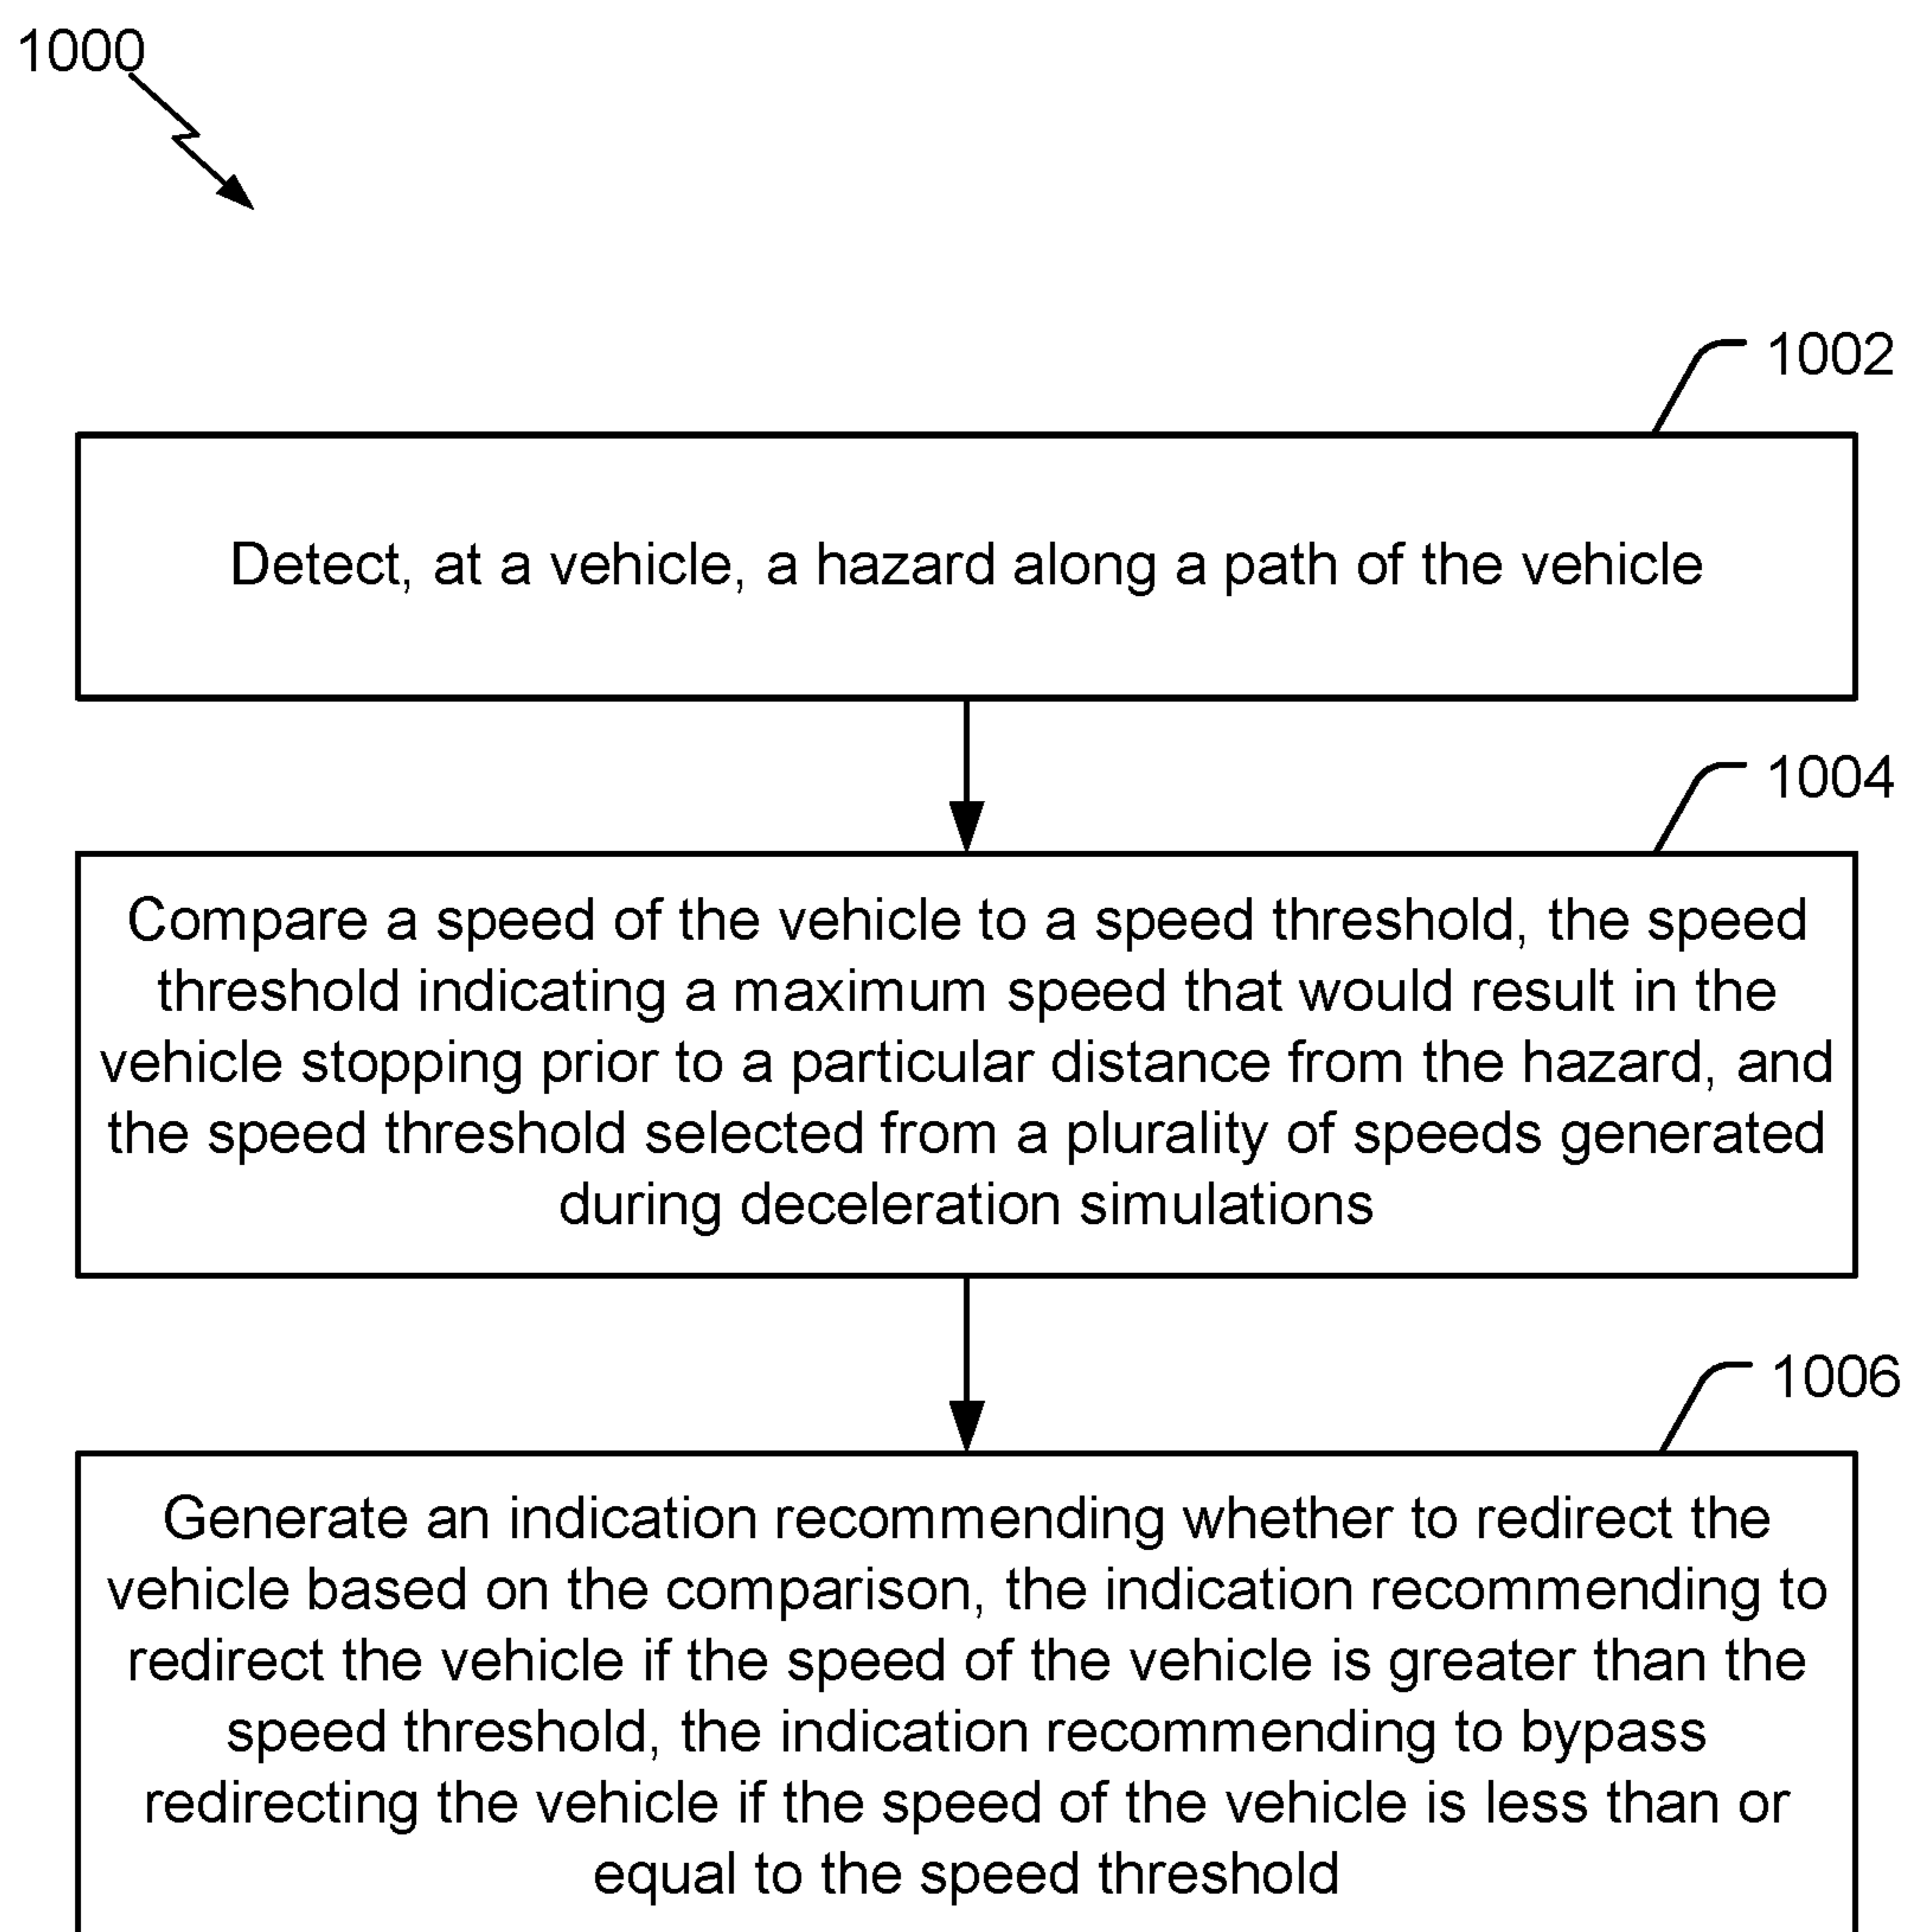 1000
1002
Detect, at a vehicle, a hazard along a path of the vehicle
1004
Compare a speed of the vehicle to a speed threshold, the speed
threshold indicating a maximum speed that would result in the
vehicle stopping prior to a particular distance from the hazard, and
the speed threshold selected from a plurality of speeds generated
during deceleration simulations
1006
Generate an indication recommending whether to redirect the
vehicle based on the comparison, the indication recommending to
redirect the vehicle if the speed of the vehicle is greater than the
speed threshold, the indication recommending to bypass
redirecting the vehicle if the speed of the vehicle is less than or
equal to the speed threshold